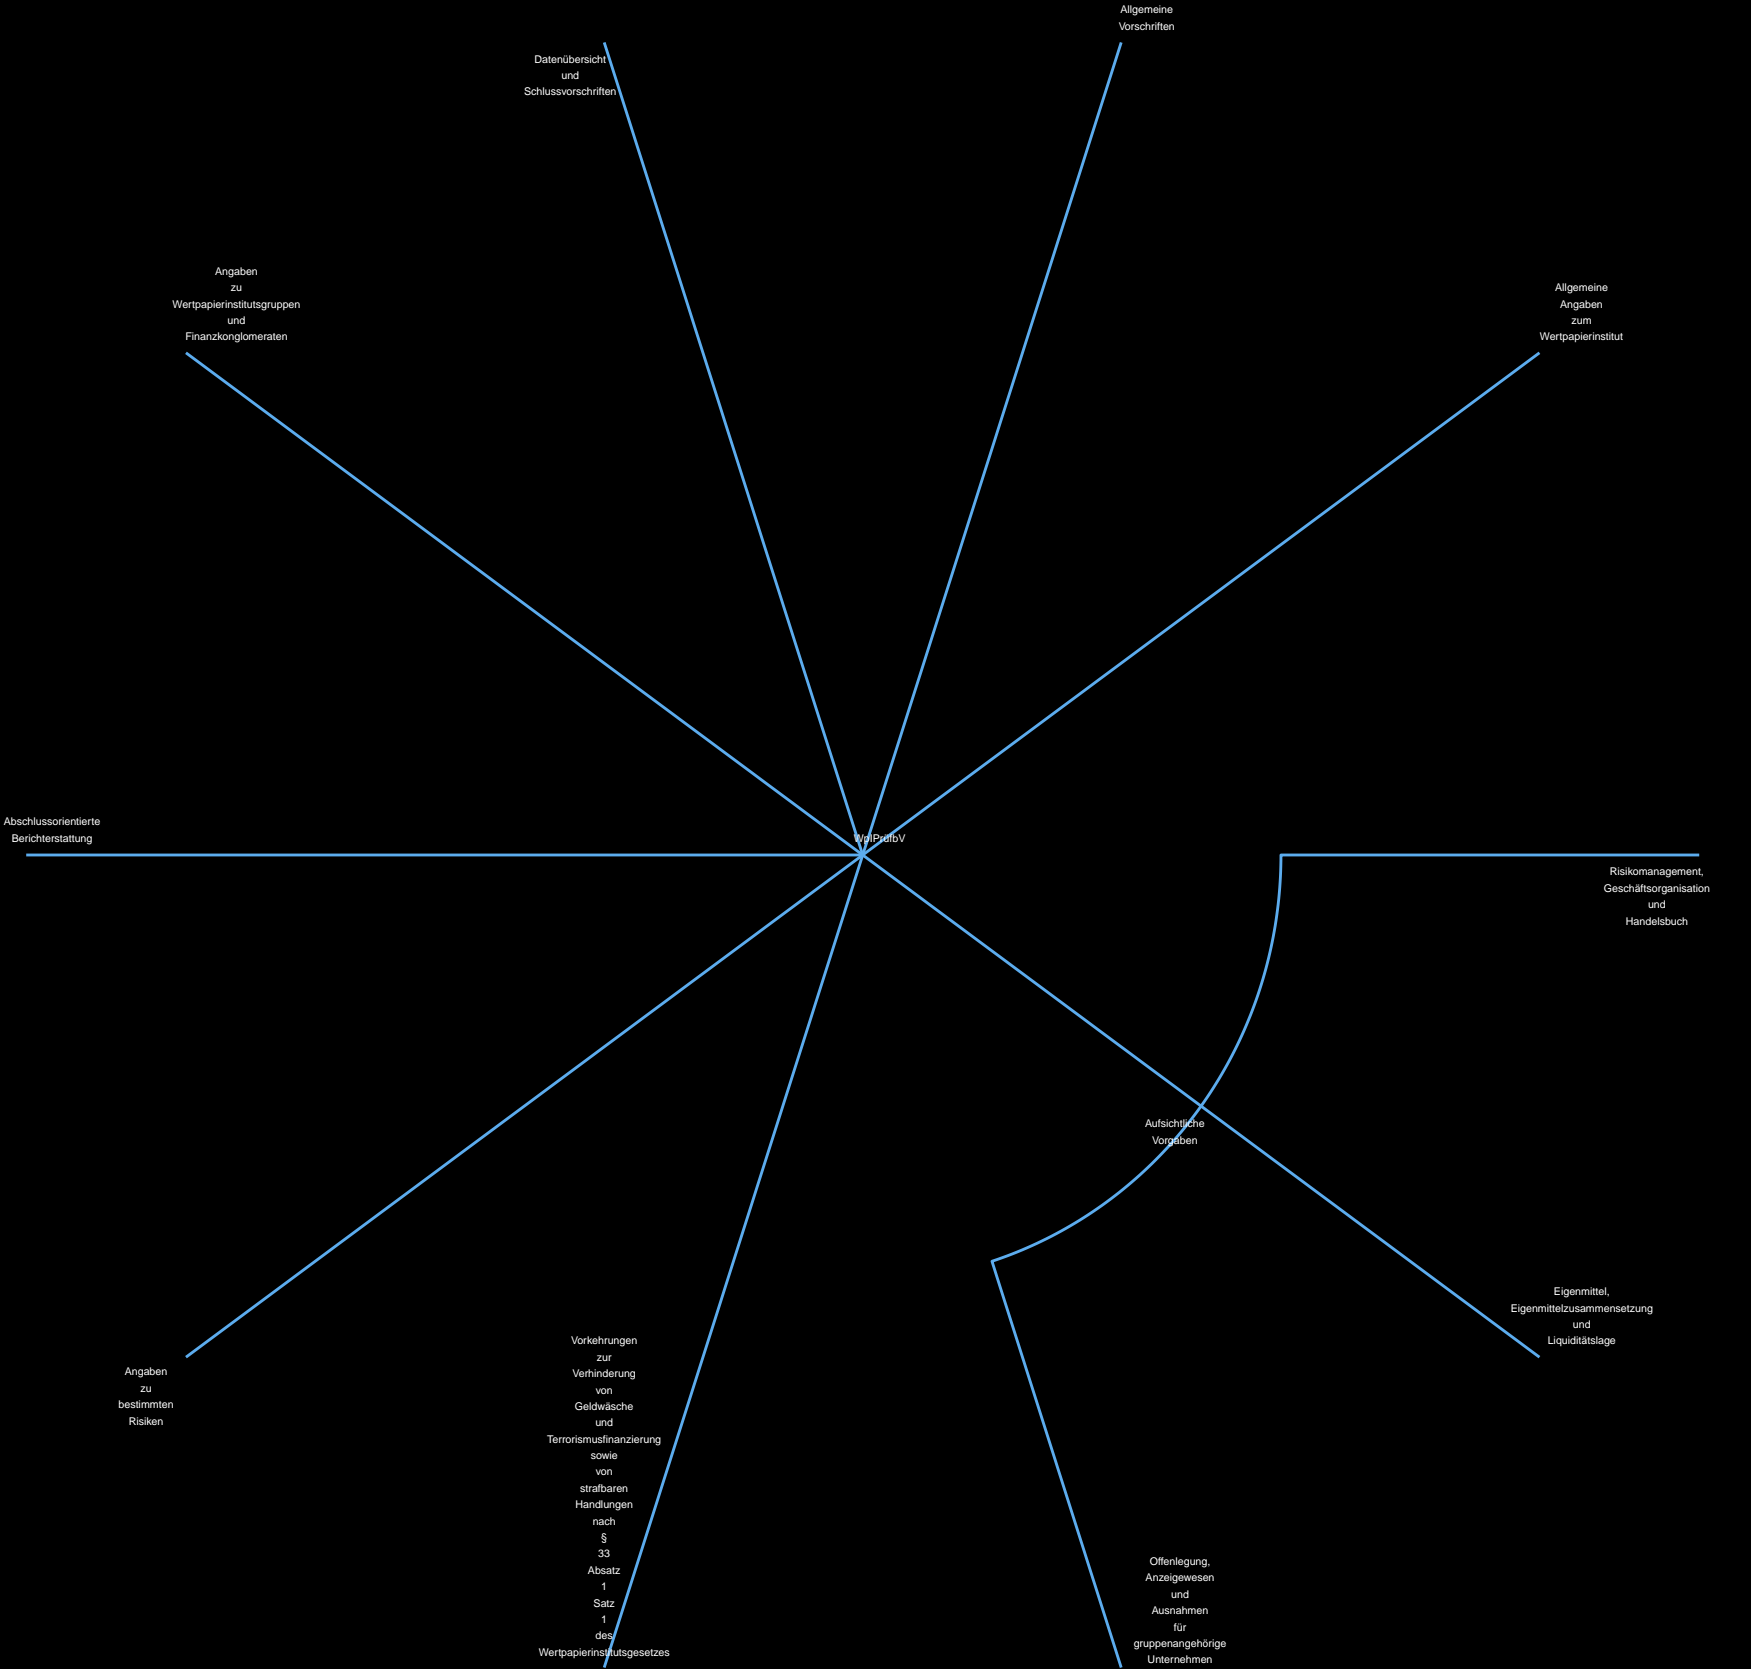 Allgemeine
Vorschriften
Datenübersicht
und
Schlussvorschriften
Angaben
zu
Wertpapierinstitutsgruppen
und
Finanzkonglomeraten
Allgemeine
Angaben
zum
Wertpapierinstitut
Abschlussorientierte
Berichterstattung
WpIPrüfbV
Risikomanagement,
Geschäftsorganisation
und
Handelsbuch
Aufsichtliche
Vorgaben
Eigenmittel,
Eigenmittelzusammensetzung
und
Liquiditätslage
Angaben
zu
bestimmten
Risiken
Vorkehrungen
zur
Verhinderung
von
Geldwäsche
und
Terrorismusfinanzierung
sowie
von
strafbaren
Handlungen
nach
§
33
Absatz
1
Satz
1
des
Wertpapierinstitutsgesetzes
Offenlegung,
Anzeigewesen
und
Ausnahmen
für
gruppenangehörige
Unternehmen